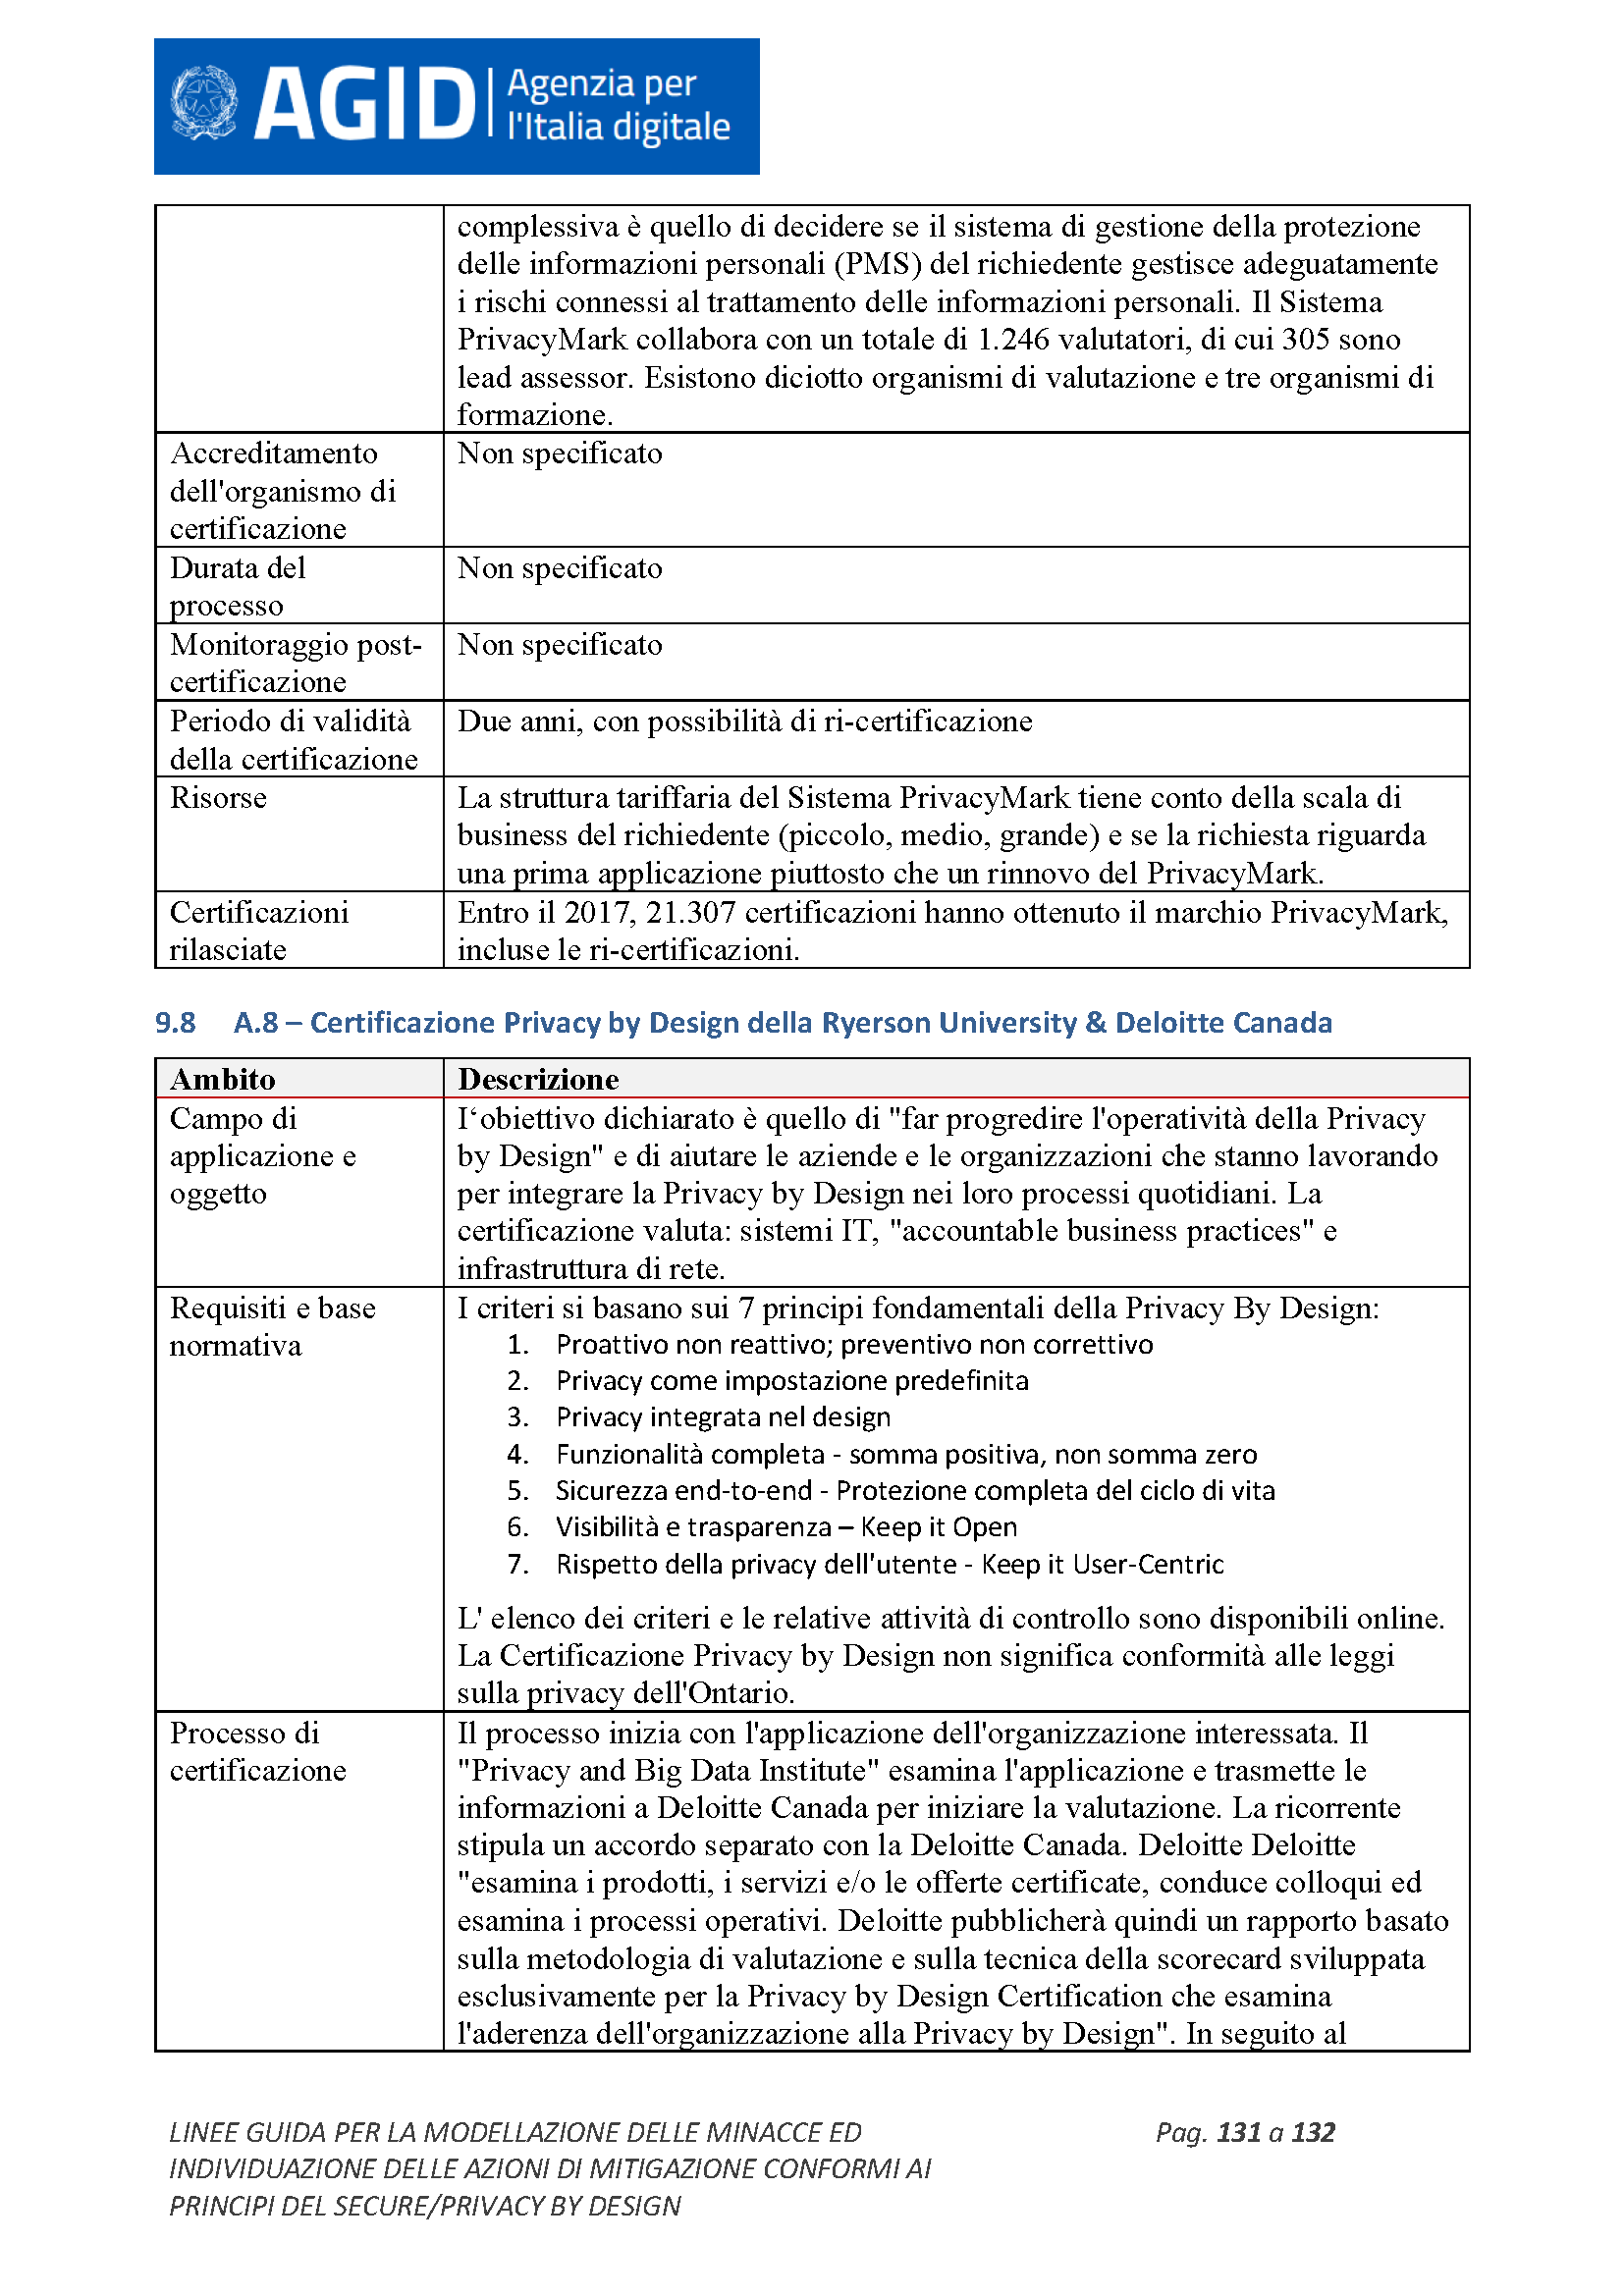 AGID
Agenzia per
l'Italia digitale
complessiva è quello di decidere se il sistema di gestione della protezione
delle informazioni personali (PMS) del richiedente gestisce adeguatamente
i rischi connessi al trattamento delle informazioni personali. Il Sistema
PrivacyMark collabora con un totale di 1.246 valutatori, di cui 305 sono
lead assessor. Esistono diciotto organismi di valutazione e tre organismi di
formazione.
Accreditamento
dell'organismo di
certificazione
Non specificato
Durata del
processo
Non specificato
Monitoraggio post-
certificazione
Non specificato
Periodo di validità
della certificazione
Due anni, con possibilità di ri-certificazione
Risorse
La struttura tariffaria del Sistema PrivacyMark tiene conto della scala di
business del richiedente (piccolo, medio, grande) e se la richiesta riguarda
una prima applicazione piuttosto che un rinnovo del PrivacyMark.
Certificazioni
rilasciate
Entro il 2017, 21.307 certificazioni hanno ottenuto il marchio PrivacyMark,
incluse le ri-certificazioni.
9.8 A.8 – Certificazione Privacy by Design della Ryerson University & Deloitte Canada
Ambito
Descrizione
Campo di
applicazione e
oggetto
I‘obiettivo dichiarato è quello di "far progredire l'operatività della Privacy
by Design" e di aiutare le aziende e le organizzazioni che stanno lavorando
per integrare la Privacy by Design nei loro processi quotidiani. La
certificazione valuta: sistemi IT, "accountable business practices" e
infrastruttura di rete.
Requisiti e base
normativa
I criteri si basano sui 7 principi fondamentali della Privacy By Design:
1. Proattivo non reattivo; preventivo non correttivo
2. Privacy come impostazione predefinita
3. Privacy integrata nel design
4. Funzionalità completa - somma positiva, non somma zero
5. Sicurezza end-to-end - Protezione completa del ciclo di vita
6. Visibilità e trasparenza – Keep it Open
7. Rispetto della privacy dell'utente - Keep it User-Centric
L' elenco dei criteri e le relative attività di controllo sono disponibili online.
La Certificazione Privacy by Design non significa conformità alle leggi
sulla privacy dell'Ontario.
Processo di
certificazione
Il processo inizia con l'applicazione dell'organizzazione interessata. Il
"Privacy and Big Data Institute" esamina l'applicazione e trasmette le
informazioni a Deloitte Canada per iniziare la valutazione. La ricorrente
stipula un accordo separato con la Deloitte Canada. Deloitte Deloitte
"esamina i prodotti, i servizi e/o le offerte certificate, conduce colloqui ed
esamina i processi operativi. Deloitte pubblicherà quindi un rapporto basato
sulla metodologia di valutazione e sulla tecnica della scorecard sviluppata
esclusivamente per la Privacy by Design Certification che esamina
l'aderenza dell'organizzazione alla Privacy by Design". In seguito al
LINEE GUIDA PER LA MODELLAZIONE DELLE MINACCE ED
INDIVIDUAZIONE DELLE AZIONI DI MITIGAZIONE CONFORMI AI
PRINCIPI DEL SECURE/PRIVACY BY DESIGN
Pag. 131 a 132